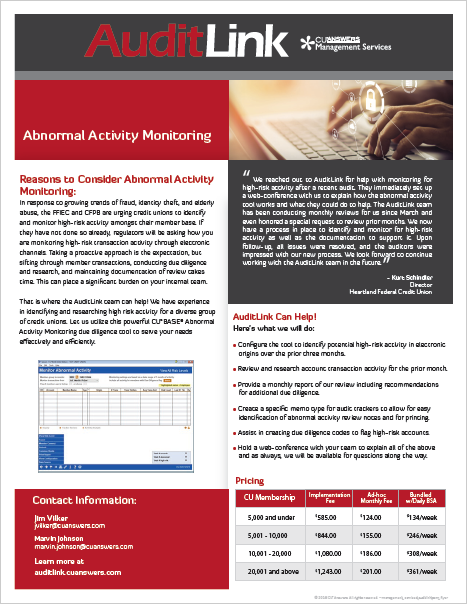 AuditLink
CU*ANSWERS
Management Services
Abnormal Activity Monitoring
Reasons to Consider Abnormal Activity
Monitoring:
In response to growing trends of fraud, identity theft, and elderly
abuse, the FFIEC and CFPB are urging credit unions to identify
and monitor high-risk activity amongst their member base. If
they have not done so already, regulators will be asking how you
are monitoring high-risk transaction activity through electronic
channels. Taking a proactive approach is the expectation, but
sifting through member transactions, conducting due diligence
and research, and maintaining documentation of review takes
time. This can place a significant burden on your internal team.
That is where the AuditLink team can help! We have experience
in identifying and researching high risk activity for a diverse group
of credit unions. Let us utilize this powerful CU*BASE® Abnormal
Activity Monitoring due diligence tool to serve your needs
effectively and efficiently.
Monitor Abnormal Activity
Contact Information:
Jim Vilker
jvilker@cuanswers.com
Marvin Johnson
marvin.johnson@cuanswers.com
Learn more at
auditlink.cuanswers.com
“We reached out to AuditLink for help with monitoring for
high-risk activity after a recent audit. They immediately set up
a web-conference with us to explain how the abnormal activity
tool works and what they could do to help. The AuditLink team
has been conducting monthly reviews for us since March and
even honored a special request to review prior months. We now
have a process in place to identify and monitor for high-risk
activity as well as the documentation to support it. Upon
follow-up, all issues were resolved, and the auditors were
impressed with our new process. We look forward to continue
working with the AuditLink team in the future.”
- Kurt Schindler
Director
Heartland Federal Credit Union
AuditLink Can Help!
Here's what we will do:
• Configure the tool to identify potential high-risk activity in electronic
origins over the prior three months.
• Review and research account transaction activity for the prior month.
• Provide a monthly report of our review including recommendations
for additional due diligence.
• Create a specific memo type for audit trackers to allow for easy
identification of abnormal activity review notes and for printing.
• Assist in creating due diligence codes to flag high-risk accounts.
• Hold a web-conference with your team to explain all of the above
and as always, we will be available for questions along the way.
Pricing
CU Membership Implementation Fee Ad-hoc Monthly Fee Bundled w/Daily BSA
5,000 and under $585.00 $124.00 $134/week
5,001 - 10,000 $844.00 $155.00 $246/week
10,001 - 20,000 $1,080.00 $186.00 $308/week
20,001 and above $1,243.00 $201.00 $361/week